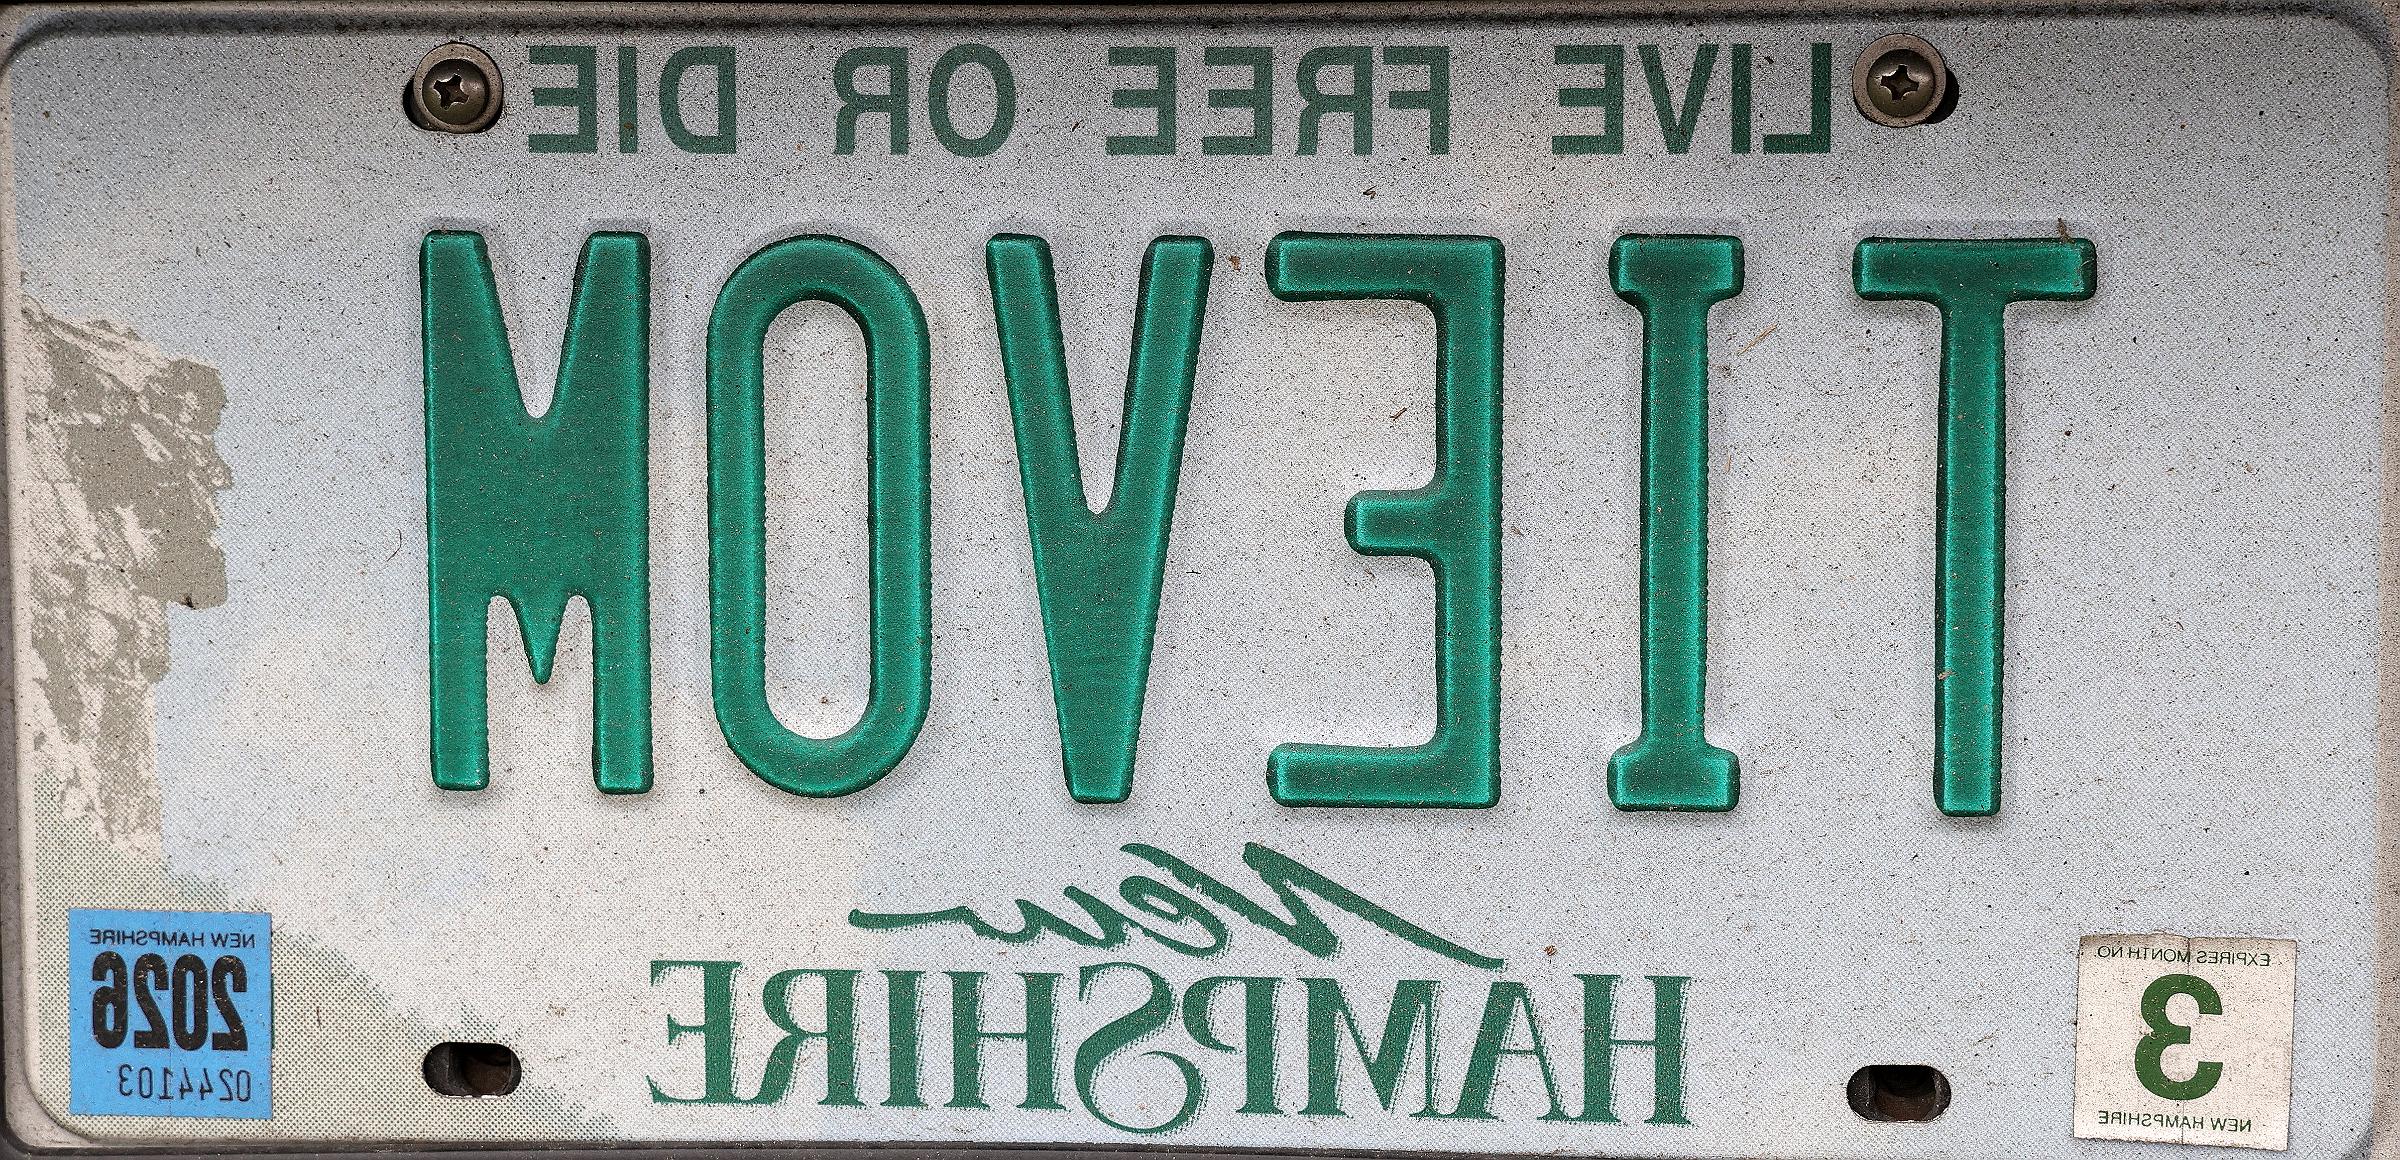 LIVE FREE OR DIE
TIEVOM
New
HAMPSHIRE
EXPIRES MONTH NO.
3
NEW HAMPSHIRE
NEW HAMPSHIRE
2026
0244103